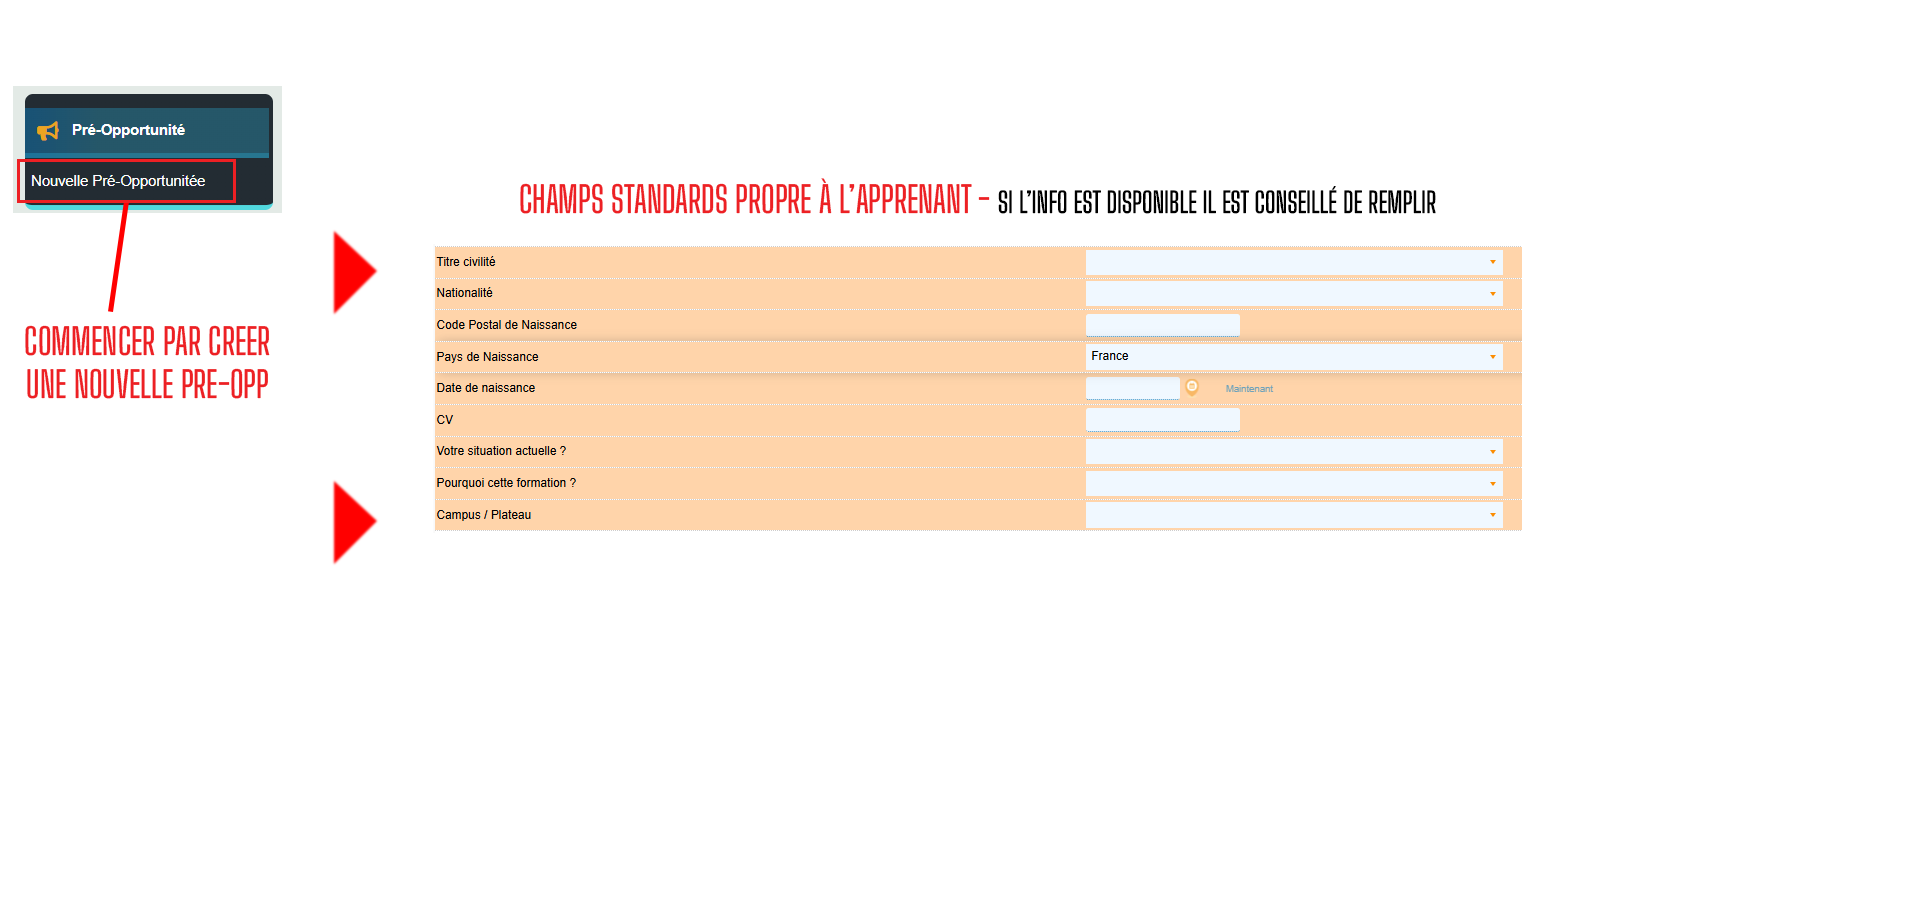 Pré-Opportunité
Nouvelle Pré-Opportunitée
COMMENCER PAR CREER
UNE NOUVELLE PRE-OPP
CHAMPS STANDARDS PROPRE À L'APPRENANT - SI L'INFO EST DISPONIBLE IL EST CONSEILLÉ DE REMPLIR
Titre civilité
Nationalité
Code Postal de Naissance
Pays de Naissance France
Date de naissance Maintenant
CV
Votre situation actuelle ?
Pourquoi cette formation ?
Campus / Plateau